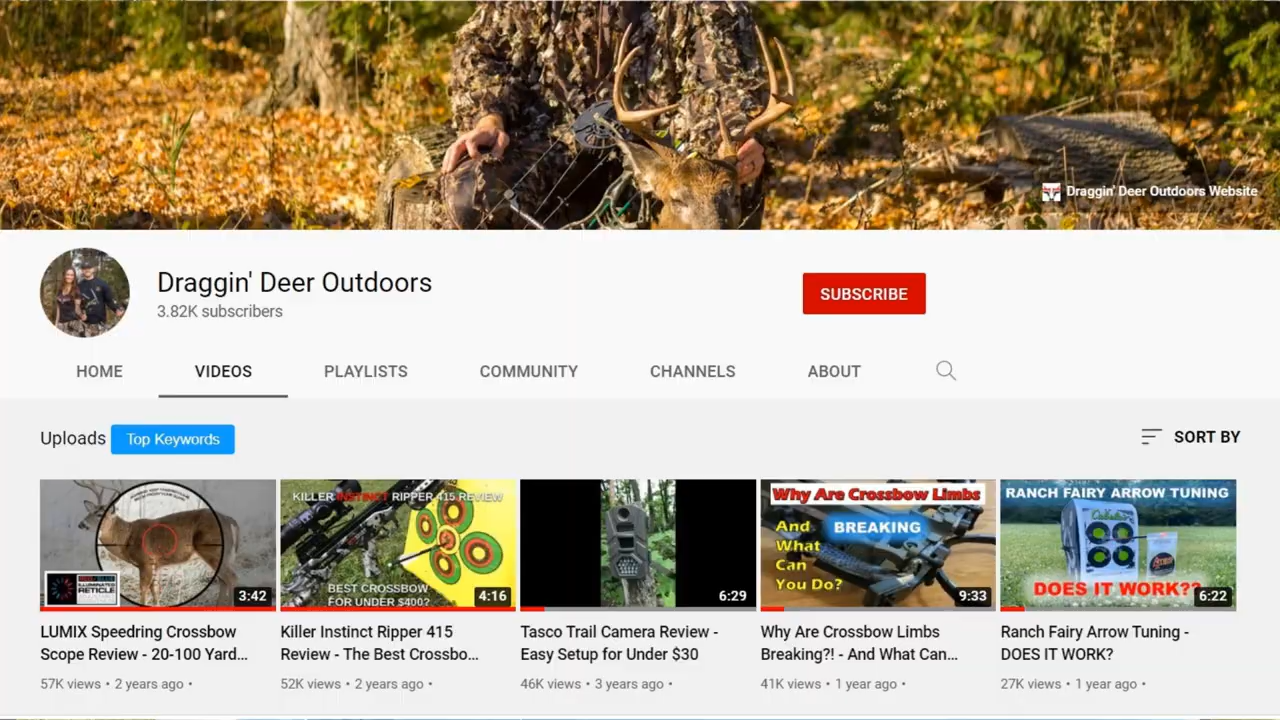 Draggin' Deer Outdoors Website
Draggin' Deer Outdoors
3.82K subscribers
SUBSCRIBE
HOME
VIDEOS
PLAYLISTS
COMMUNITY
CHANNELS
ABOUT
Uploads
Top Keywords
SORT BY
ILLUMINATED
RETICLE
3:42
LUMIX Speedring Crossbow
Scope Review - 20-100 Yard...
57K views • 2 years ago •
KILLER INSTINCT RIPPER 415 REVIEW
BEST CROSSBOW
FOR UNDER $400?
4:16
Killer Instinct Ripper 415
Review - The Best Crossbo...
52K views • 2 years ago •
6:29
Tasco Trail Camera Review -
Easy Setup for Under $30
46K views • 3 years ago •
Why Are Crossbow Limbs
And BREAKING
What
Can
You Do?
9:33
Why Are Crossbow Limbs
Breaking?! - And What Can...
41K views • 1 year ago •
RANCH FAIRY ARROW TUNING
DOES IT WORK??
6:22
Ranch Fairy Arrow Tuning -
DOES IT WORK?
27K views • 1 year ago •